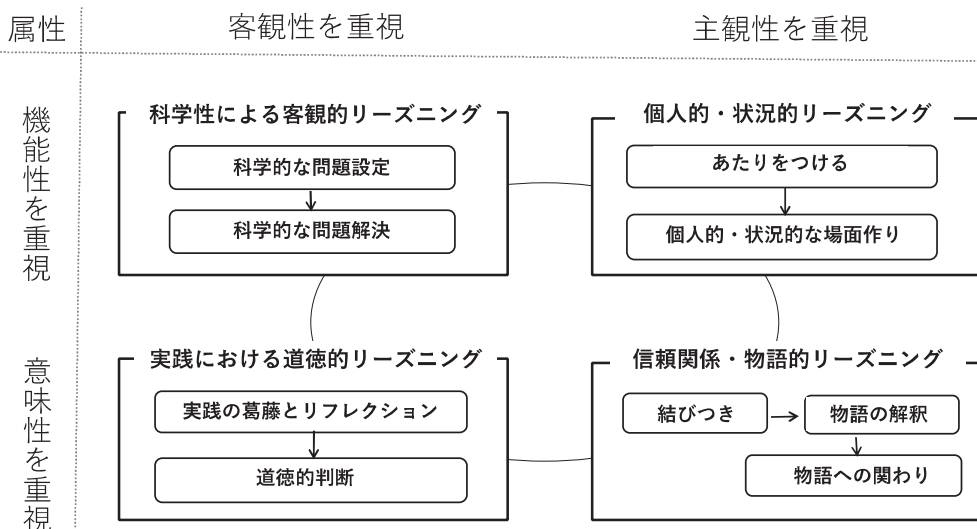 属性
客観性を重視
主観性を重視
機能性を重視
科学性による客観的リーズニング
科学的な問題設定
科学的な問題解決
個人的・状況的リーズニング
あたりをつける
個人的・状況的な場面作り
意味性を重視
実践における道徳的リーズニング
実践の葛藤とリフレクション
道徳的判断
信頼関係・物語的リーズニング
結びつき
物語の解釈
物語への関わり